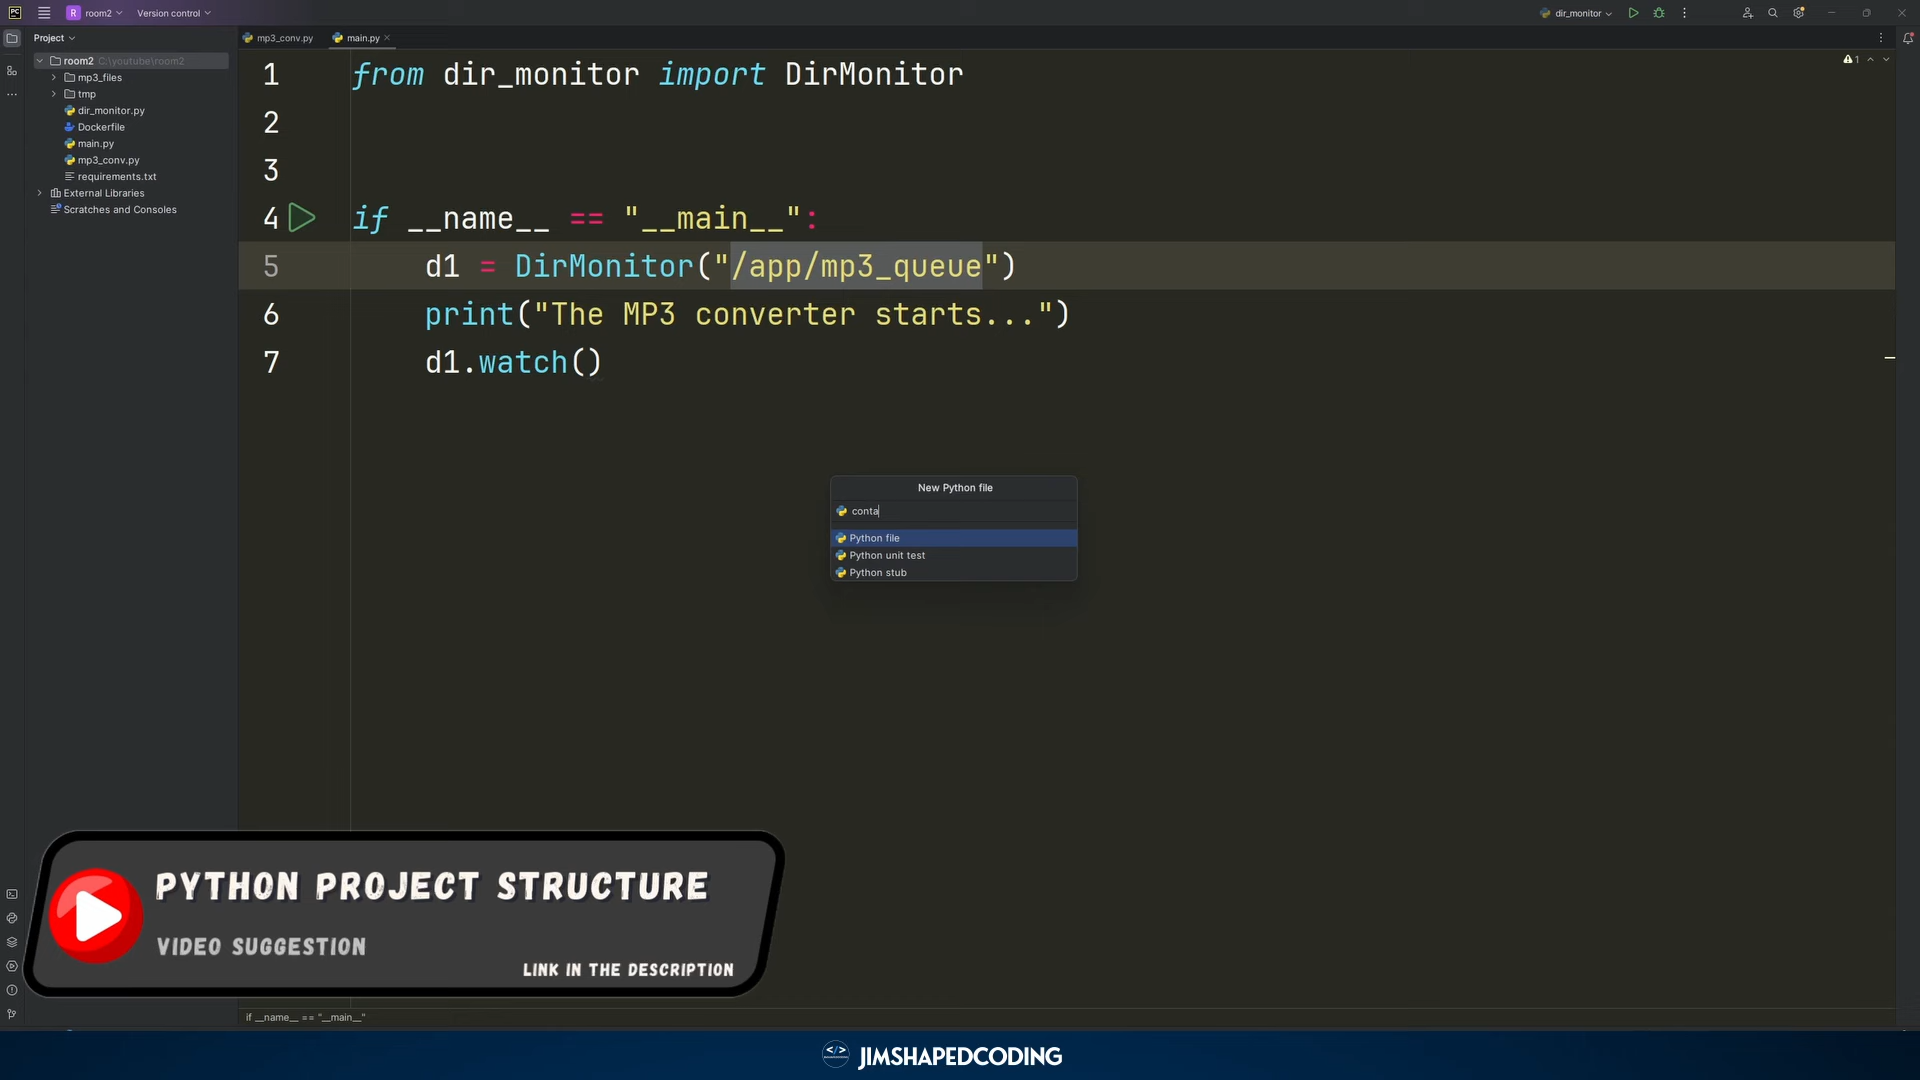 room2
Version control
dir_monitor
Project
mp3_conv.py
main.py
room2 C:\youtube\room2
mp3_files
tmp
dir_monitor.py
Dockerfile
main.py
mp3_conv.py
requirements.txt
External Libraries
Scratches and Consoles
1 from dir_monitor import DirMonitor
2
3
4 if __name__ == "__main__":
5 d1 = DirMonitor("/app/mp3_queue")
6 print("The MP3 converter starts...")
7 d1.watch()
1
New Python file
conta
Python file
Python unit test
Python stub
PYTHON PROJECT STRUCTURE
VIDEO SUGGESTION
LINK IN THE DESCRIPTION
if __name__ == "__main__"
JIMSHAPEDCODING